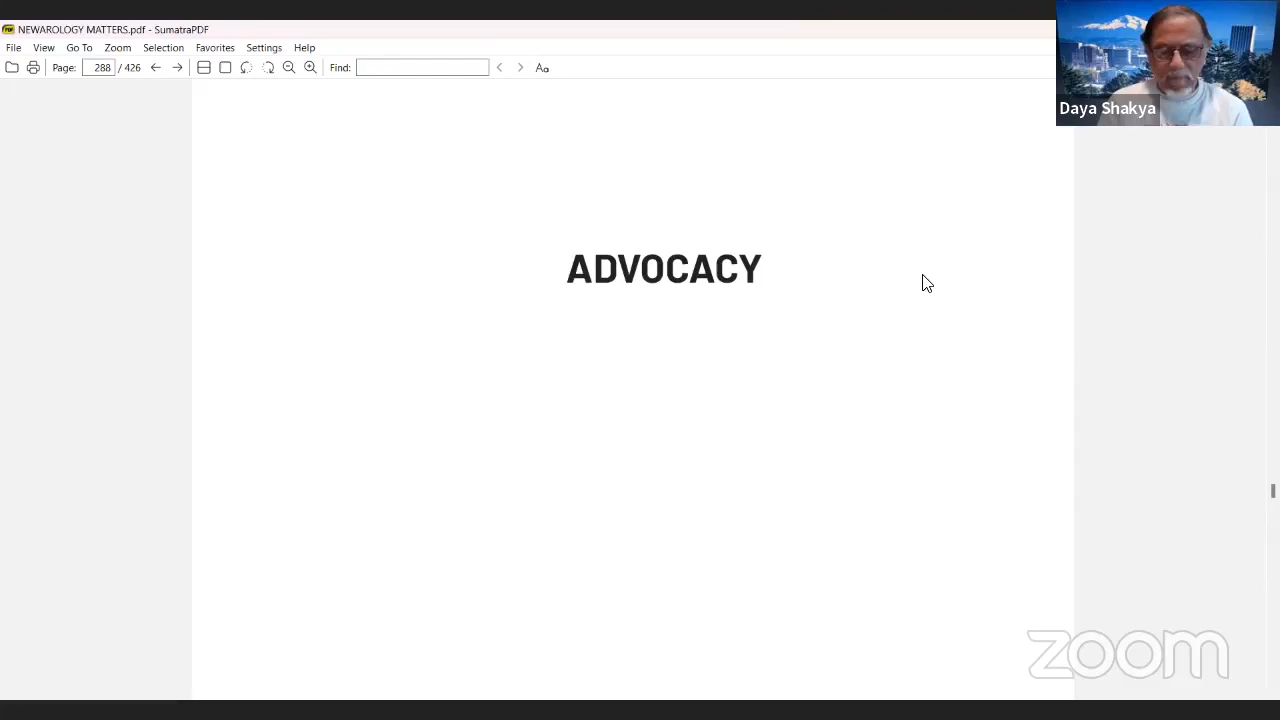 NEWAROLOGY MATTERS.pdf - SumatraPDF
File View Go To Zoom Selection Favorites Settings Help
Page: 288 / 426 Find: Aa
Daya Shakya
ADVOCACY
zoom